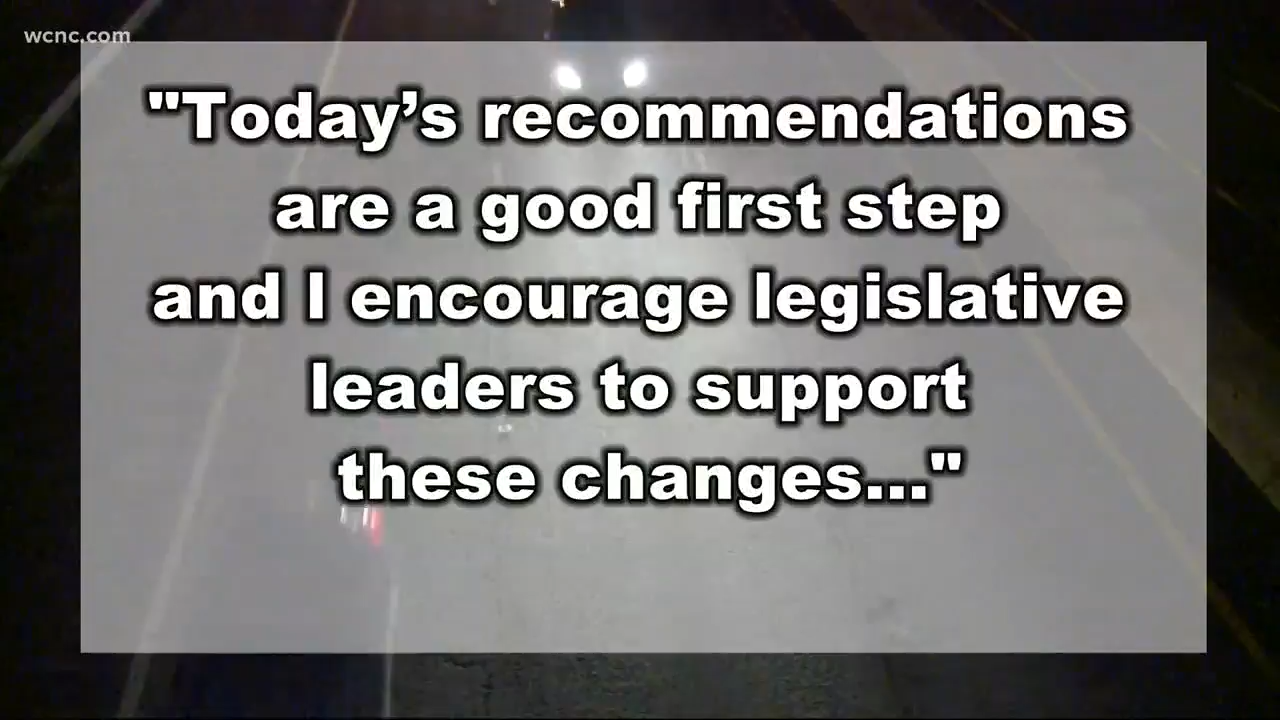 wcnc.com
"Today’s recommendations
are a good first step
and I encourage legislative
leaders to support
these changes..."